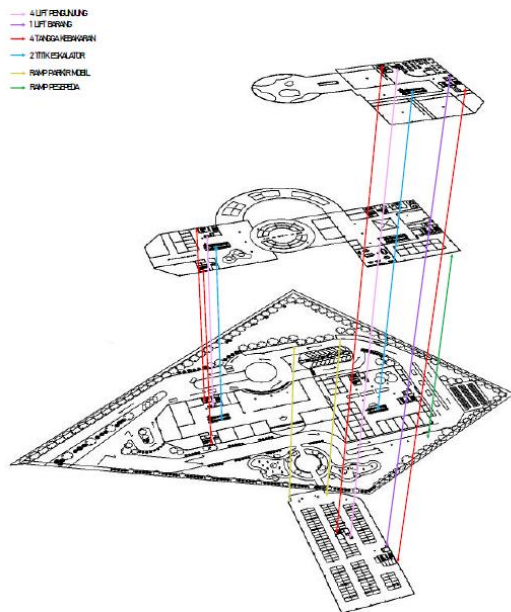 4 LIFT PENGUNJUNG
1 LIFT BARANG
4 TANGGA KEBAKARAN
2 TITIK ESKALATOR
RAMP PARKIR MOBIL
RAMP PESEPEDA